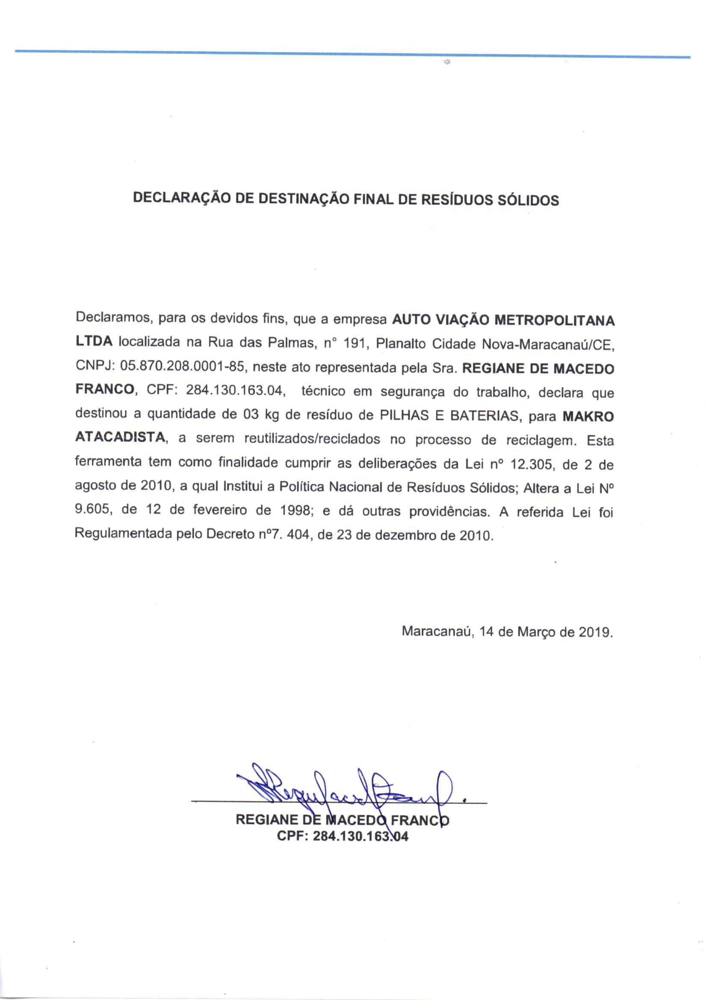 DECLARAÇÃO DE DESTINAÇÃO FINAL DE RESÍDUOS SÓLIDOS
Declaramos, para os devidos fins, que a empresa AUTO VIAÇÃO METROPOLITANA
LTDA localizada na Rua das Palmas, n° 191, Planalto Cidade Nova-Maracanaú/CE,
CNPJ: 05.870.208.0001-85, neste ato representada pela Sra. REGIANE DE MACEDO
FRANCO, CPF: 284.130.163.04, técnico em segurança do trabalho, declara que
destinou a quantidade de 03 kg de resíduo de PILHAS E BATERIAS, para MAKRO
ATACADISTA, a serem reutilizados/reciclados no processo de reciclagem. Esta
ferramenta tem como finalidade cumprir as deliberações da Lei nº 12.305, de 2 de
agosto de 2010, a qual Institui a Política Nacional de Resíduos Sólidos; Altera a Lei Nº
9.605, de 12 de fevereiro de 1998; e dá outras providências. A referida Lei foi
Regulamentada pelo Decreto nº7. 404, de 23 de dezembro de 2010.
Maracanaú, 14 de Março de 2019.
REGIANE DE MACEDO FRANCO
CPF: 284.130.163.04